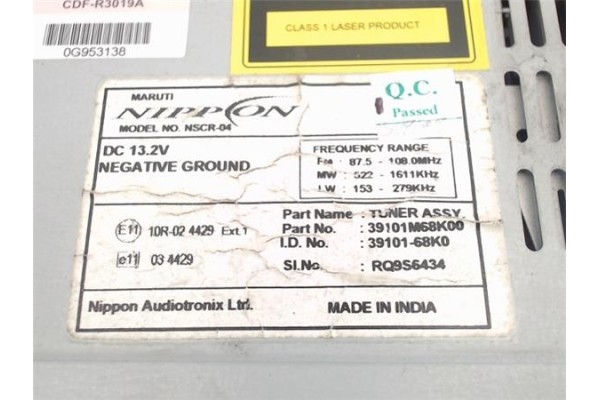 CDF-R3019A
0G953138
CLASS 1 LASER PRODUCT
Q.C.
Passed
MARUTI
NIPPON
MODEL NO. NSCR-04
DC 13.2V
NEGATIVE GROUND
FREQUENCY RANGE
FM : 87.5 - 108.0MHz
MW : 522 - 1611KHz
LW : 153 - 279KHz
Part Name : TUNER ASSY
Part No. : 39101M68K00
I.D. No. : 39101-68K0
Sl.No. : RQ9S6434
E11 10R-02 4429 Ext.1
e11 03 4429
Nippon Audiotronix Ltd.
MADE IN INDIA